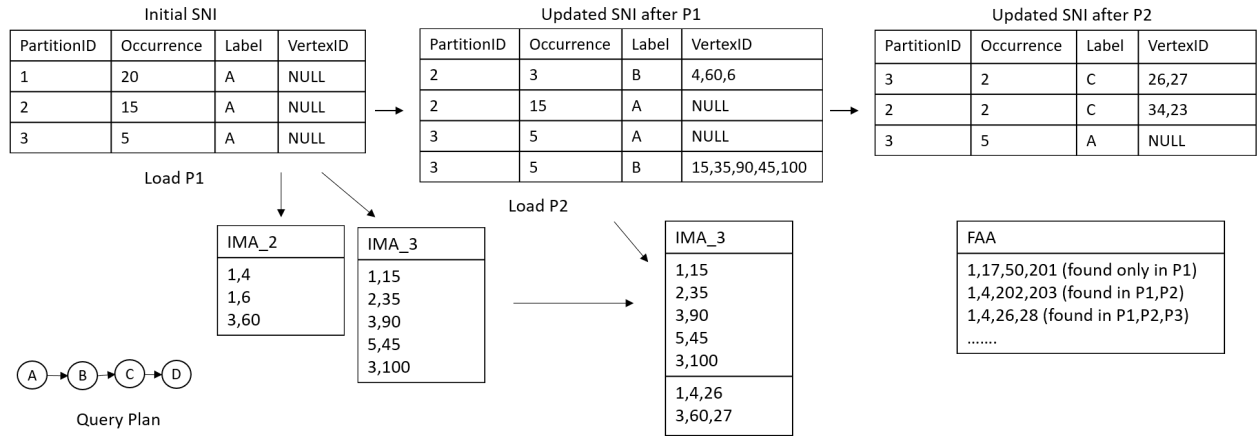 Initial SNI
PartitionID Occurrence Label VertexID
1 20 A NULL
2 15 A NULL
3 5 A NULL
Load P1
Updated SNI after P1
PartitionID Occurrence Label VertexID
2 3 B 4,60,6
2 15 A NULL
3 5 A NULL
3 5 B 15,35,90,45,100
Load P2
Updated SNI after P2
PartitionID Occurrence Label VertexID
3 2 C 26,27
2 2 C 34,23
3 5 A NULL
IMA_2
1,4
1,6
3,60
IMA_3
1,15
2,35
3,90
5,45
3,100
IMA_3
1,15
2,35
3,90
5,45
3,100
1,4,26
3,60,27
FAA
1,17,50,201 (found only in P1)
1,4,202,203 (found in P1,P2)
1,4,26,28 (found in P1,P2,P3)
…….
A B C D
Query Plan